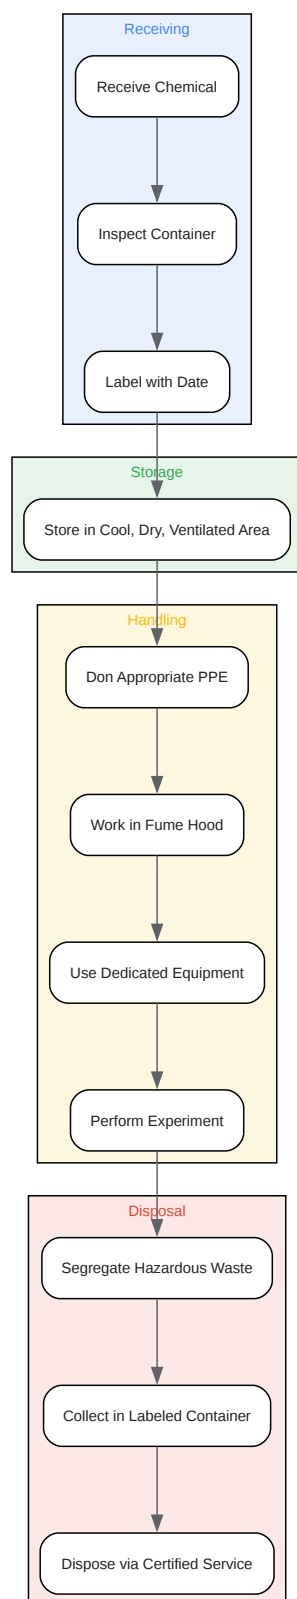 Receiving
Receive Chemical
Inspect Container
Label with Date
Storage
Store in Cool, Dry, Ventilated Area
Handling
Don Appropriate PPE
Work in Fume Hood
Use Dedicated Equipment
Perform Experiment
Disposal
Segregate Hazardous Waste
Collect in Labeled Container
Dispose via Certified Service